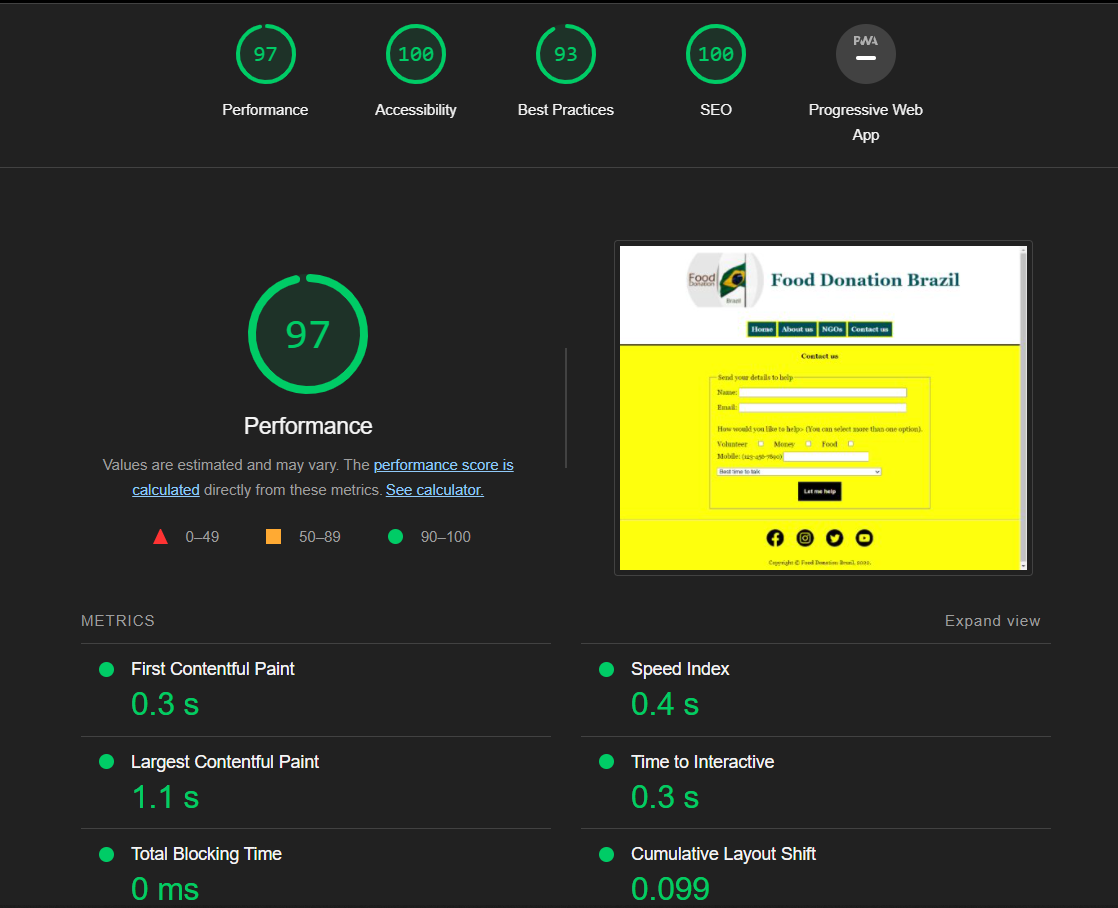 97
100
93
100
PWA
Performance
Accessibility
Best Practices
SEO
Progressive Web
App
97
Performance
Values are estimated and may vary. The performance score is
calculated directly from these metrics. See calculator.
0–49
50–89
90–100
Food
Donation
Brazil
Food Donation Brazil
Home
About us
NGOs
Contact us
Contact us
Send your details to help
Name:
Email:
How would you like to help> (You can select more than one option).
Volunteer
Money
Food
Mobile: (123-456-7890)
Best time to talk
Let me help
Copyright © Food Donation Brazil, 2022.
METRICS
Expand view
First Contentful Paint
0.3 s
Speed Index
0.4 s
Largest Contentful Paint
1.1 s
Time to Interactive
0.3 s
Total Blocking Time
0 ms
Cumulative Layout Shift
0.099